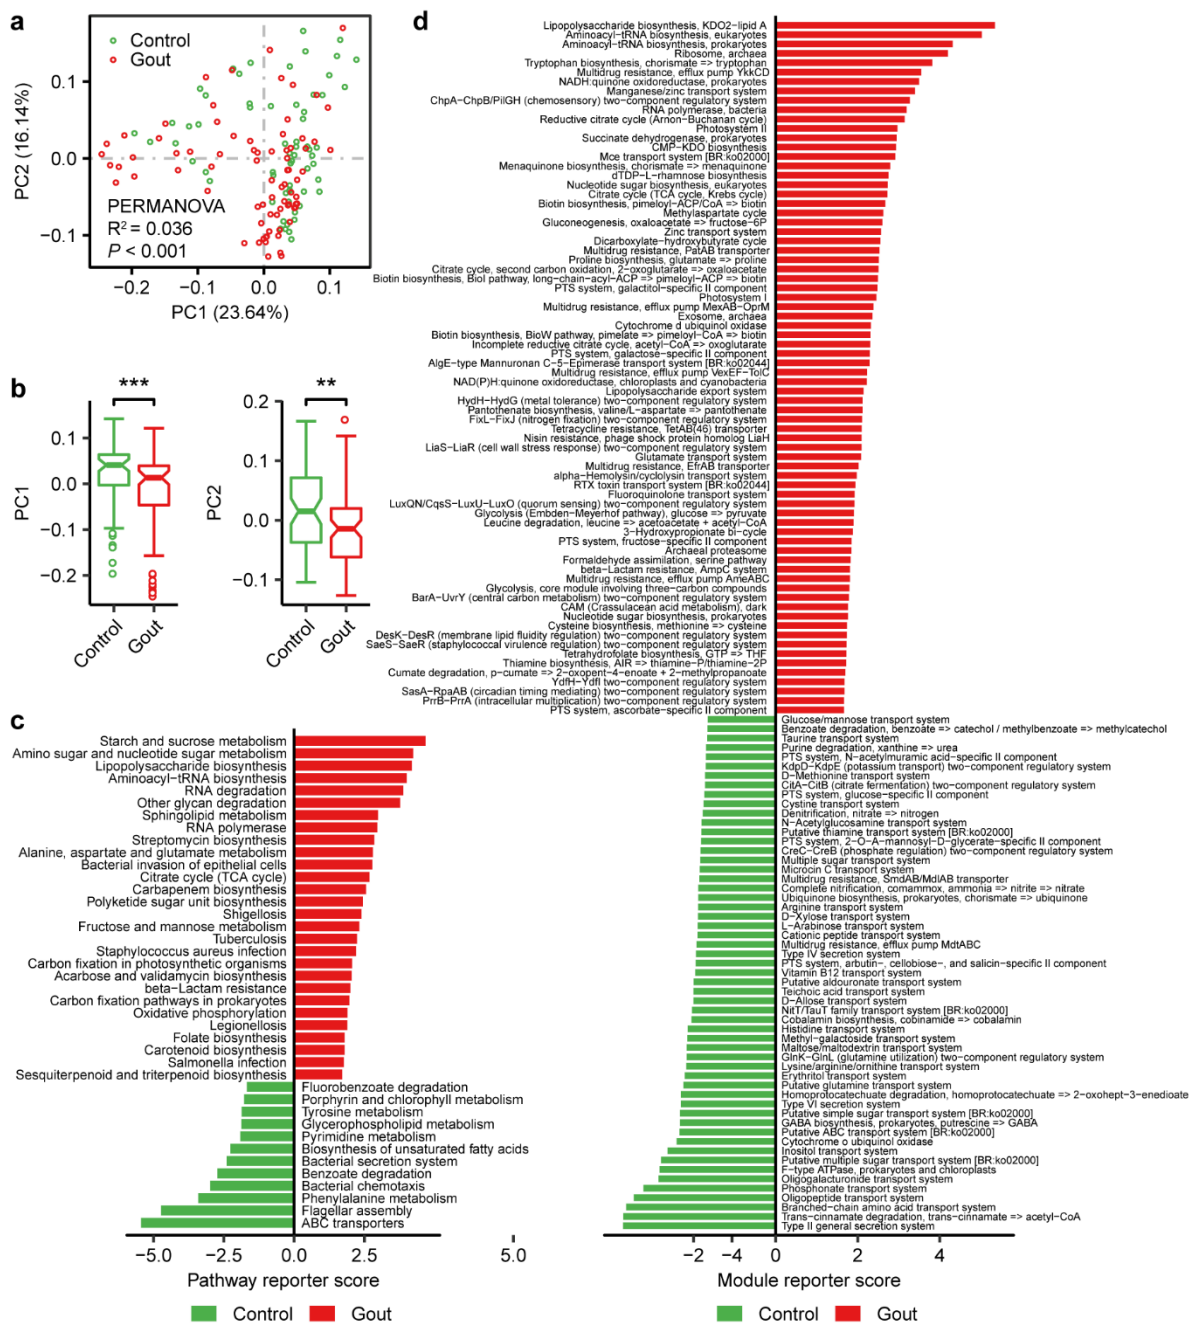 a
Control
Gout
0.1
0.0
−0.1
PC2 (16.14%)
PERMANOVA
R² = 0.036
P < 0.001
−0.2
−0.1
0.0
0.1
PC1 (23.64%)
b
***
0.1
0.0
−0.1
−0.2
PC1
Control
Gout
**
0.2
0.1
0.0
−0.1
PC2
Control
Gout
c
Starch and sucrose metabolism
Amino sugar and nucleotide sugar metabolism
Lipopolysaccharide biosynthesis
Aminoacyl−tRNA biosynthesis
RNA degradation
Other glycan degradation
Sphingolipid metabolism
RNA polymerase
Streptomycin biosynthesis
Alanine, aspartate and glutamate metabolism
Bacterial invasion of epithelial cells
Citrate cycle (TCA cycle)
Carbapenem biosynthesis
Polyketide sugar unit biosynthesis
Shigellosis
Fructose and mannose metabolism
Tuberculosis
Staphylococcus aureus infection
Carbon fixation in photosynthetic organisms
Acarbose and validamycin biosynthesis
beta−Lactam resistance
Carbon fixation pathways in prokaryotes
Oxidative phosphorylation
Legionellosis
Folate biosynthesis
Carotenoid biosynthesis
Salmonella infection
Sesquiterpenoid and triterpenoid biosynthesis
Fluorobenzoate degradation
Porphyrin and chlorophyll metabolism
Tyrosine metabolism
Glycerophospholipid metabolism
Pyrimidine metabolism
Biosynthesis of unsaturated fatty acids
Bacterial secretion system
Benzoate degradation
Bacterial chemotaxis
Phenylalanine metabolism
Flagellar assembly
ABC transporters
−5.0
−2.5
0.0
2.5
5.0
Pathway reporter score
Control
Gout
d
Lipopolysaccharide biosynthesis, KDO2−lipid A
Aminoacyl−tRNA biosynthesis, eukaryotes
Aminoacyl−tRNA biosynthesis, prokaryotes
Ribosome, archaea
Tryptophan biosynthesis, chorismate => tryptophan
Multidrug resistance, efflux pump YkkCD
NADH:quinone oxidoreductase, prokaryotes
Manganese/zinc transport system
ChpA−ChpB/PilGH (chemosensory) two−component regulatory system
RNA polymerase, bacteria
Reductive citrate cycle (Arnon−Buchanan cycle)
Photosystem II
Succinate dehydrogenase, prokaryotes
CMP−KDO biosynthesis
Mce transport system [BR:ko02000]
Menaquinone biosynthesis, chorismate => menaquinone
dTDP−L−rhamnose biosynthesis
Nucleotide sugar biosynthesis, eukaryotes
Citrate cycle (TCA cycle, Krebs cycle)
Biotin biosynthesis, pimeloyl−ACP/CoA => biotin
Methylaspartate cycle
Gluconeogenesis, oxaloacetate => fructose−6P
Zinc transport system
Dicarboxylate−hydroxybutyrate cycle
Multidrug resistance, PatAB transporter
Proline biosynthesis, glutamate => proline
Citrate cycle, second carbon oxidation, 2−oxoglutarate => oxaloacetate
Biotin biosynthesis, BioI pathway, long−chain−acyl−ACP => pimeloyl−ACP => biotin
PTS system, galactitol−specific II component
Photosystem I
Multidrug resistance, efflux pump MexAB−OprM
Exosome, archaea
Cytochrome d ubiquinol oxidase
Biotin biosynthesis, BioW pathway, pimelate => pimeloyl−CoA => biotin
Incomplete reductive citrate cycle, acetyl−CoA => oxoglutarate
PTS system, galactose−specific II component
AlgE−type Mannuronan C−5−Epimerase transport system [BR:ko02044]
Multidrug resistance, efflux pump VexEF−TolC
NAD(P)H:quinone oxidoreductase, chloroplasts and cyanobacteria
Lipopolysaccharide export system
HydH−HydG (metal tolerance) two−component regulatory system
Pantothenate biosynthesis, valine/L−aspartate => pantothenate
FixL−FixJ (nitrogen fixation) two−component regulatory system
Tetracycline resistance, TetAB(46) transporter
Nisin resistance, phage shock protein homolog LiaH
LiaS−LiaR (cell wall stress response) two−component regulatory system
Glutamate transport system
Multidrug resistance, EfrAB transporter
alpha−Hemolysin/cyclolysin transport system
RTX toxin transport system [BR:ko02044]
Fluoroquinolone transport system
LuxQN/CqsS−LuxU−LuxO (quorum sensing) two−component regulatory system
Glycolysis (Embden−Meyerhof pathway), glucose => pyruvate
Leucine degradation, leucine => acetoacetate + acetyl−CoA
3−Hydroxypropionate bi−cycle
PTS system, fructose−specific II component
Archaeal proteasome
Formaldehyde assimilation, serine pathway
beta−Lactam resistance, AmpC system
Multidrug resistance, efflux pump AmeABC
Glycolysis, core module involving three−carbon compounds
BarA−UvrY (central carbon metabolism) two−component regulatory system
CAM (Crassulacean acid metabolism), dark
Nucleotide sugar biosynthesis, prokaryotes
Cysteine biosynthesis, methionine => cysteine
DesK−DesR (membrane lipid fluidity regulation) two−component regulatory system
SaeS−SaeR (staphylococcal virulence regulation) two−component regulatory system
Tetrahydrofolate biosynthesis, GTP => THF
Thiamine biosynthesis, AIR => thiamine−P/thiamine−2P
Cumate degradation, p−cumate => 2−oxopent−4−enoate + 2−methylpropanoate
YdfH−YdfI two−component regulatory system
SasA−RpaAB (circadian timing mediating) two−component regulatory system
PrrB−PrrA (intracellular multiplication) two−component regulatory system
PTS system, ascorbate−specific II component
Glucose/mannose transport system
Benzoate degradation, benzoate => catechol / methylbenzoate => methylcatechol
Taurine transport system
Purine degradation, xanthine => urea
PTS system, N−acetylmuramic acid−specific II component
KdpD−KdpE (potassium transport) two−component regulatory system
D−Methionine transport system
CitA−CitB (citrate fermentation) two−component regulatory system
PTS system, glucose−specific II component
Cystine transport system
Denitrification, nitrate => nitrogen
N−Acetylglucosamine transport system
Putative thiamine transport system [BR:ko02000]
PTS system, 2−O−A−mannosyl−D−glycerate−specific II component
CreC−CreB (phosphate regulation) two−component regulatory system
Multiple sugar transport system
Microcin C transport system
Multidrug resistance, SmdAB/MdlAB transporter
Complete nitrification, comammox, ammonia => nitrite => nitrate
Ubiquinone biosynthesis, prokaryotes, chorismate => ubiquinone
Arginine transport system
D−Xylose transport system
L−Arabinose transport system
Cationic peptide transport system
Multidrug resistance, efflux pump MdtABC
Type IV secretion system
PTS system, arbutin−, cellobiose−, and salicin−specific II component
Vitamin B12 transport system
Putative aldouronate transport system
Teichoic acid transport system
D−Allose transport system
NitT/TauT family transport system [BR:ko02000]
Cobalamin biosynthesis, cobinamide => cobalamin
Histidine transport system
Methyl−galactoside transport system
Maltose/maltodextrin transport system
GlnK−GlnL (glutamine utilization) two−component regulatory system
Lysine/arginine/ornithine transport system
Erythritol transport system
Putative glutamine transport system
Homoprotocatechuate degradation, homoprotocatechuate => 2−oxohept−3−enedioate
Type VI secretion system
Putative simple sugar transport system [BR:ko02000]
GABA biosynthesis, prokaryotes, putrescine => GABA
Putative ABC transport system [BR:ko02000]
Cytochrome o ubiquinol oxidase
Inositol transport system
Putative multiple sugar transport system [BR:ko02000]
F−type ATPase, prokaryotes and chloroplasts
Oligogalacturonide transport system
Phosphonate transport system
Oligopeptide transport system
Branched−chain amino acid transport system
Trans−cinnamate degradation, trans−cinnamate => acetyl−CoA
Type II general secretion system
−2
−4
0
2
4
Module reporter score
Control
Gout